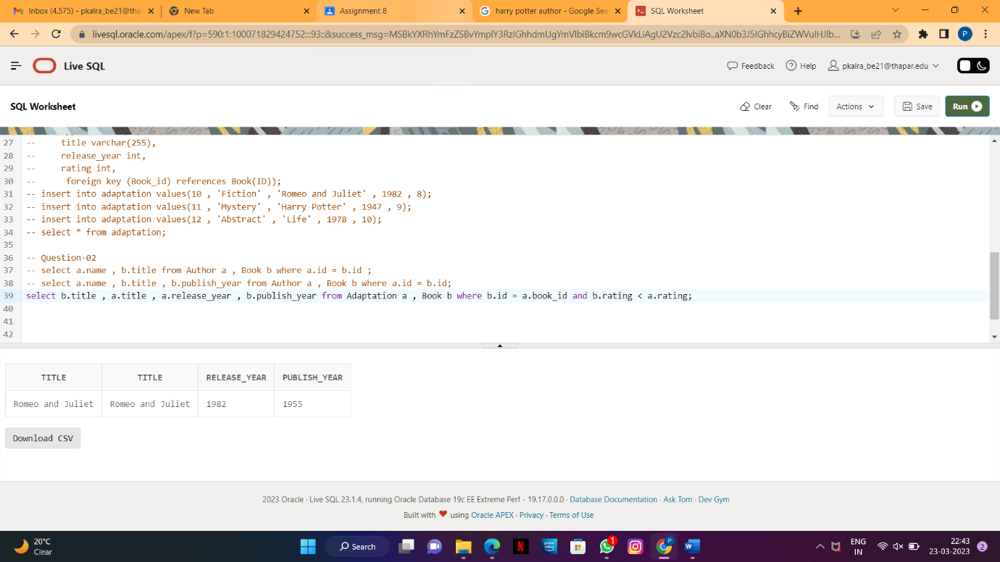 Inbox (4,575) - pkalra_be21@tha
New Tab
Assignment 8
harry potter author - Google Sea
SQL Worksheet
livesql.oracle.com/apex/f?p=590:1:100071829424752:::93::&success_msg=MSBkYXRhYmFzZSBvYmplY3RzIGhhdmUgYmVlbiBkcm9wcGVkLiAgU2Vzc2lvbiBo.,aXN0b3J5IGhhcyBiZWVuIHJlb...
P
Live SQL
Feedback
Help
pkalra_be21@thapar.edu
SQL Worksheet
Clear
Find
Actions
Save
Run
27 -- title varchar(255),
28 -- release_year int,
29 -- rating int,
30 -- foreign key (Book_id) references Book(ID));
31 -- insert into adaptation values(10 , 'Fiction' , 'Romeo and Juliet' , 1982 , 8);
32 -- insert into adaptation values(11 , 'Mystery' , 'Harry Potter' , 1947 , 9);
33 -- insert into adaptation values(12 , 'Abstract' , 'Life' , 1978 , 10);
34 -- select * from adaptation;
35
36 -- Question-02
37 -- select a.name , b.title from Author a , Book b where a.id = b.id ;
38 -- select a.name , b.title , b.publish_year from Author a , Book b where a.id = b.id;
39 select b.title , a.title , a.release_year , b.publish_year from Adaptation a , Book b where b.id = a.book_id and b.rating < a.rating;
40
41
42
TITLE TITLE RELEASE_YEAR PUBLISH_YEAR
Romeo and Juliet Romeo and Juliet 1982 1955
Download CSV
2023 Oracle · Live SQL 23.1.4, running Oracle Database 19c EE Extreme Perf - 19.17.0.0.0 · Database Documentation · Ask Tom · Dev Gym
Built with ❤ using Oracle APEX · Privacy · Terms of Use
20°C
Clear
Search
N
prime video
1
P
W
ENG
IN
22:43
23-03-2023
2